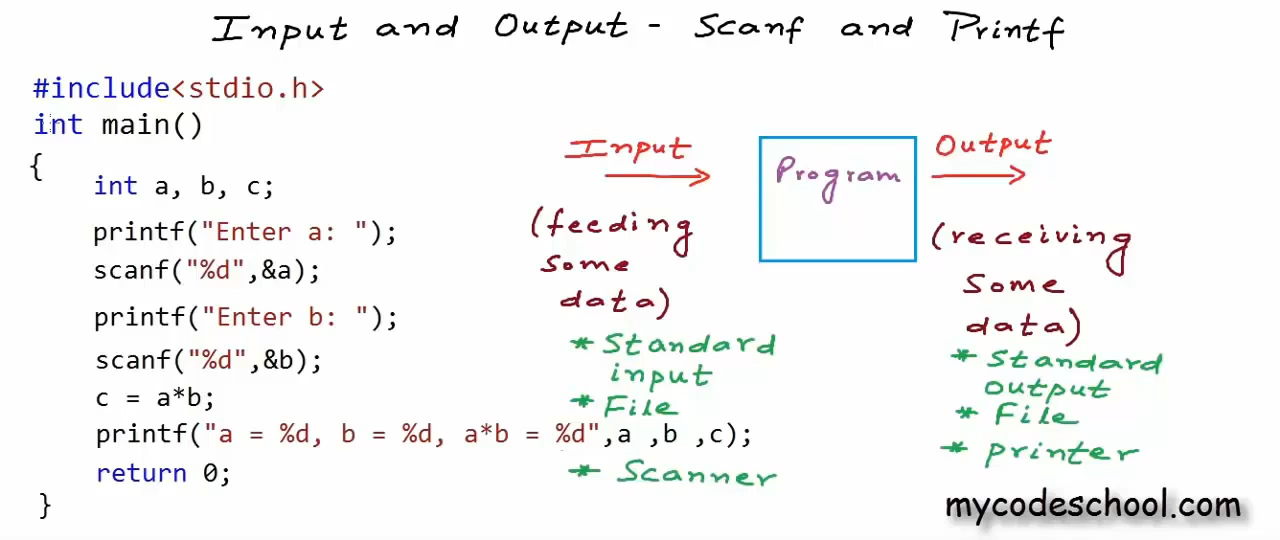 Input and Output - Scanf and Printf
#include<stdio.h>
int main()
{
int a, b, c;
printf("Enter a: ");
scanf("%d",&a);
printf("Enter b: ");
scanf("%d",&b);
c = a*b;
printf("a = %d, b = %d, a*b = %d",a ,b ,c);
return 0;
}
Input
(feeding
some
data)
* Standard
input
* File
* Scanner
Program
Output
(receiving
some
data)
* Standard
output
* File
* printer
mycodeschool.com